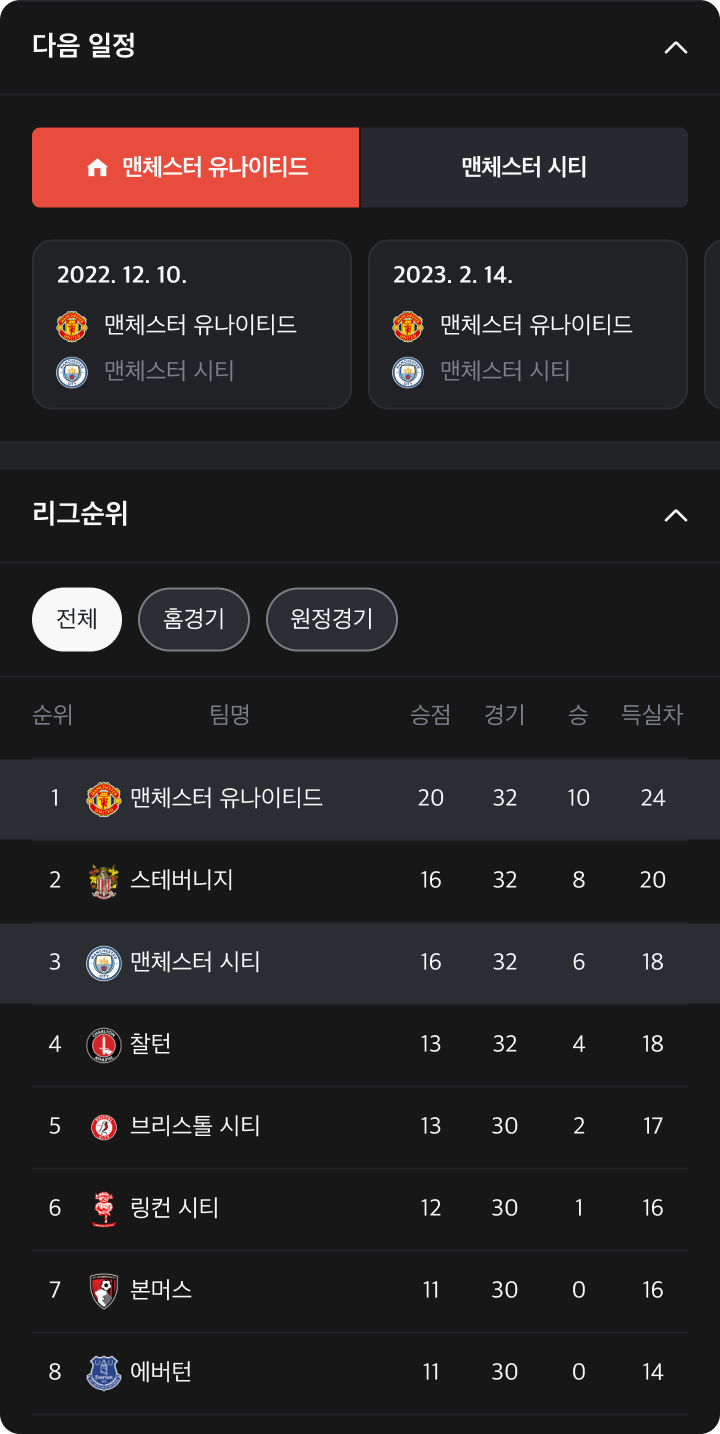 다음 일정
맨체스터 유나이티드
맨체스터 시티
2022. 12. 10.
맨체스터 유나이티드
맨체스터 시티
2023. 2. 14.
맨체스터 유나이티드
맨체스터 시티
리그순위
전체 홈경기 원정경기
순위 팀명 승점 경기 승 득실차
1 맨체스터 유나이티드 20 32 10 24
2 스테버니지 16 32 8 20
3 맨체스터 시티 16 32 6 18
4 찰턴 13 32 4 18
5 브리스톨 시티 13 30 2 17
6 링컨 시티 12 30 1 16
7 본머스 11 30 0 16
8 에버턴 11 30 0 14